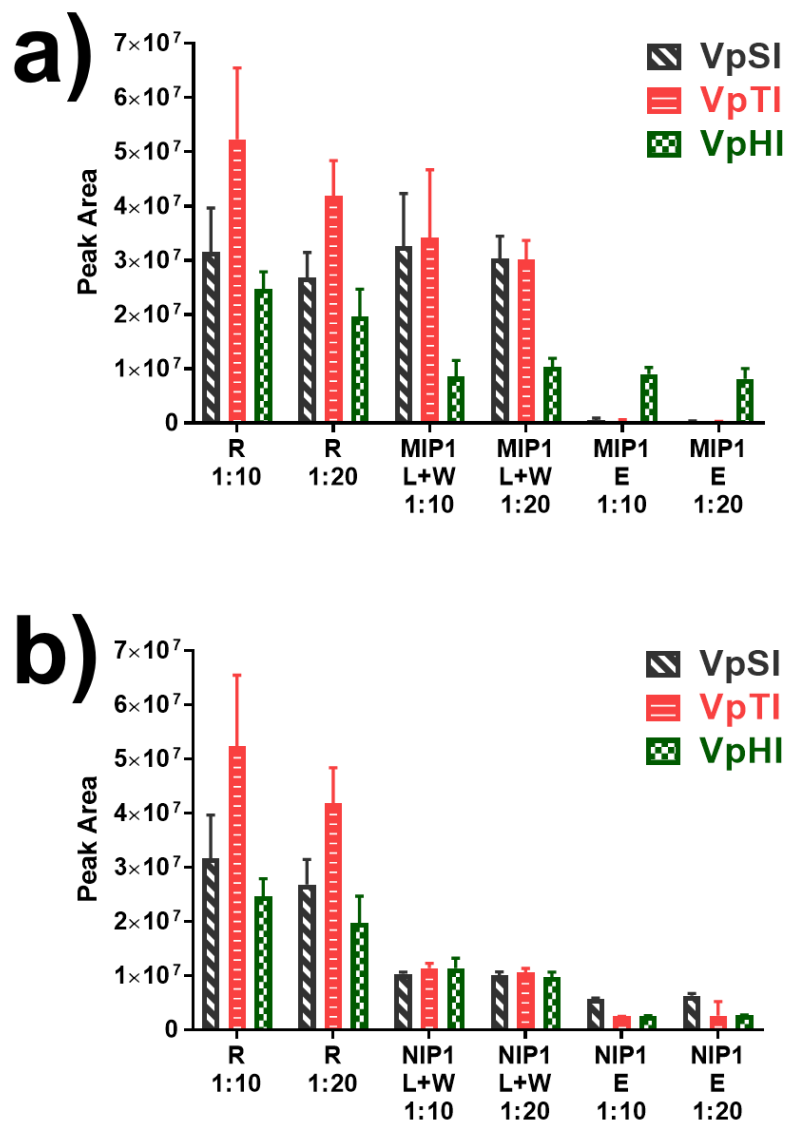 a)
VpSI
VpTI
VpHI
Peak Area
7×10⁷
6×10⁷
5×10⁷
4×10⁷
3×10⁷
2×10⁷
1×10⁷
0
R R MIP1 MIP1 MIP1 MIP1
1:10 1:20 L+W L+W E E
1:10 1:20 1:10 1:20
b)
VpSI
VpTI
VpHI
Peak Area
7×10⁷
6×10⁷
5×10⁷
4×10⁷
3×10⁷
2×10⁷
1×10⁷
0
R R NIP1 NIP1 NIP1 NIP1
1:10 1:20 L+W L+W E E
1:10 1:20 1:10 1:20